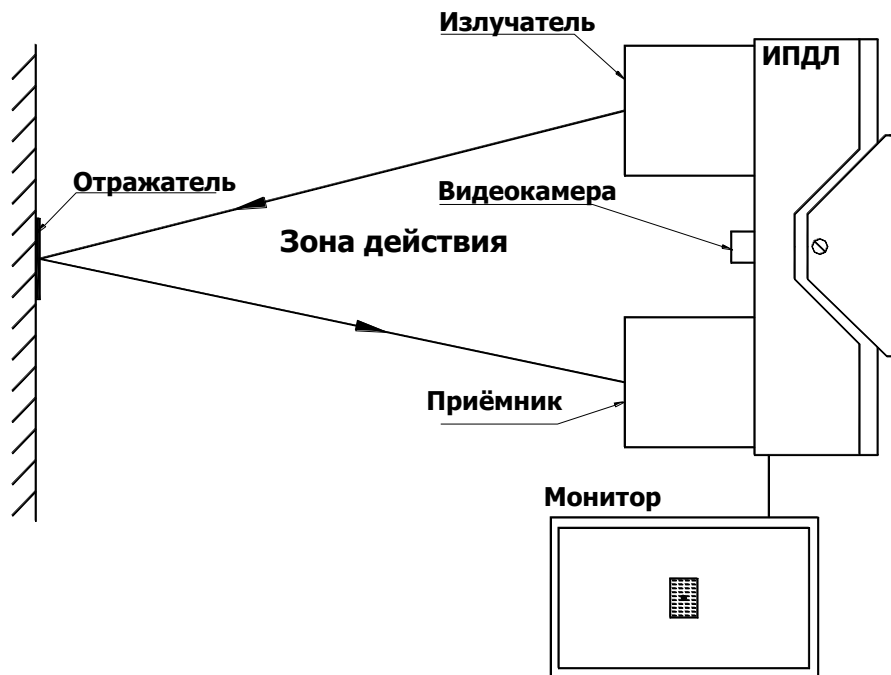 Излучатель
ИПДЛ
Отражатель
Видеокамера
Зона действия
Приёмник
Монитор